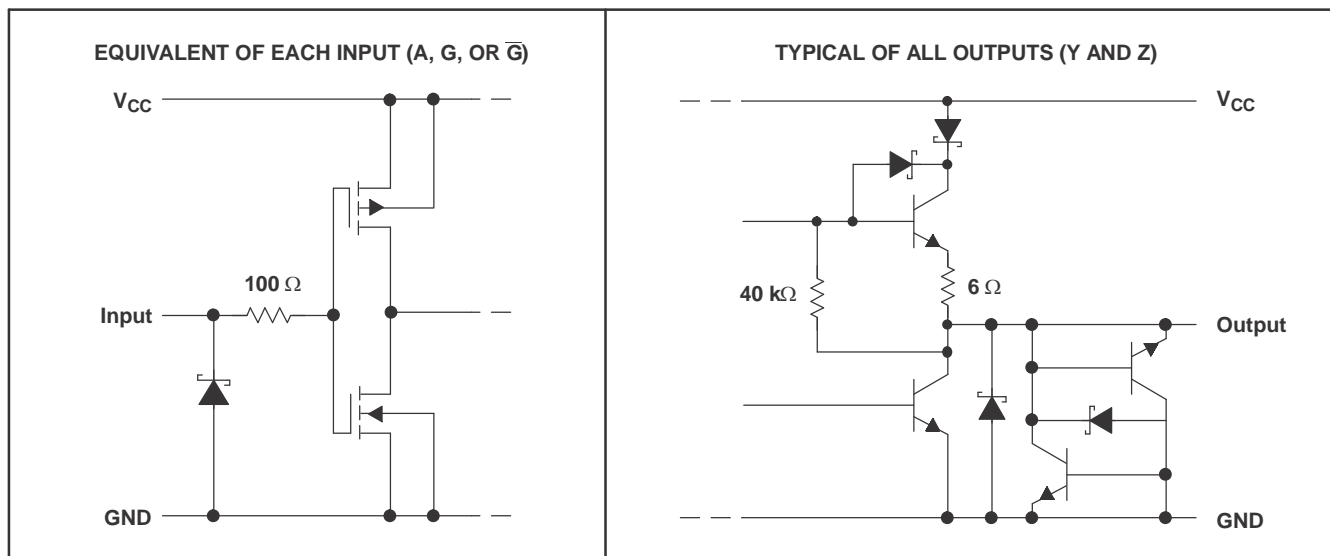 EQUIVALENT OF EACH INPUT (A, G, OR G̅)
V_CC
100 Ω
Input
GND
TYPICAL OF ALL OUTPUTS (Y AND Z)
V_CC
40 kΩ
6 Ω
Output
GND